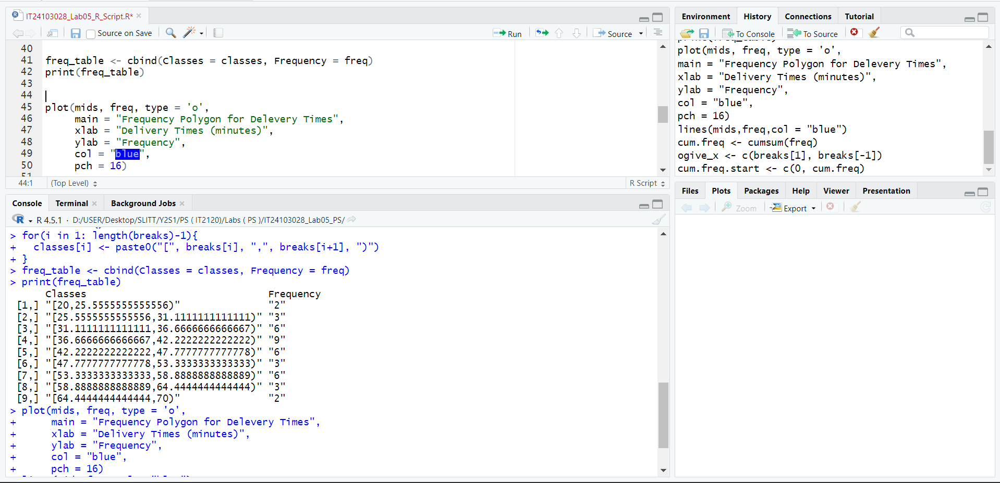 IT24103028_Lab05_R_Script.R*
Source on Save
Run
Source
40
41 freq_table <- cbind(Classes = classes, Frequency = freq)
42 print(freq_table)
43
44
45 plot(mids, freq, type = 'o',
46 main = "Frequency Polygon for Delevery Times",
47 xlab = "Delivery Times (minutes)",
48 ylab = "Frequency",
49 col = "blue",
50 pch = 16)
51
44:1 (Top Level) R Script
Console Terminal Background Jobs
R 4.5.1 · D:/USER/Desktop/SLITT/Y2S1/PS ( IT2120)/Labs ( PS )/IT24103028_Lab05_PS/
> for(i in 1: length(breaks)-1){
+ classes[i] <- paste0("[", breaks[i], ",", breaks[i+1], ")")
+ }
> freq_table <- cbind(Classes = classes, Frequency = freq)
> print(freq_table)
Classes Frequency
[1,] "[20,25.5555555555556)" "2"
[2,] "[25.5555555555556,31.1111111111111)" "3"
[3,] "[31.1111111111111,36.6666666666667)" "6"
[4,] "[36.6666666666667,42.2222222222222)" "9"
[5,] "[42.2222222222222,47.7777777777778)" "6"
[6,] "[47.7777777777778,53.3333333333333)" "3"
[7,] "[53.3333333333333,58.8888888888889)" "6"
[8,] "[58.8888888888889,64.4444444444444)" "3"
[9,] "[64.4444444444444,70)" "2"
> plot(mids, freq, type = 'o',
+ main = "Frequency Polygon for Delevery Times",
+ xlab = "Delivery Times (minutes)",
+ ylab = "Frequency",
+ col = "blue",
+ pch = 16)
Environment History Connections Tutorial
To Console To Source
plot(mids, freq, type = 'o',
main = "Frequency Polygon for Delevery Times",
xlab = "Delivery Times (minutes)",
ylab = "Frequency",
col = "blue",
pch = 16)
lines(mids,freq,col = "blue")
cum.freq <- cumsum(freq)
ogive_x <- c(breaks[1], breaks[-1])
cum.freq.start <- c(0, cum.freq)
Files Plots Packages Help Viewer Presentation
Zoom Export